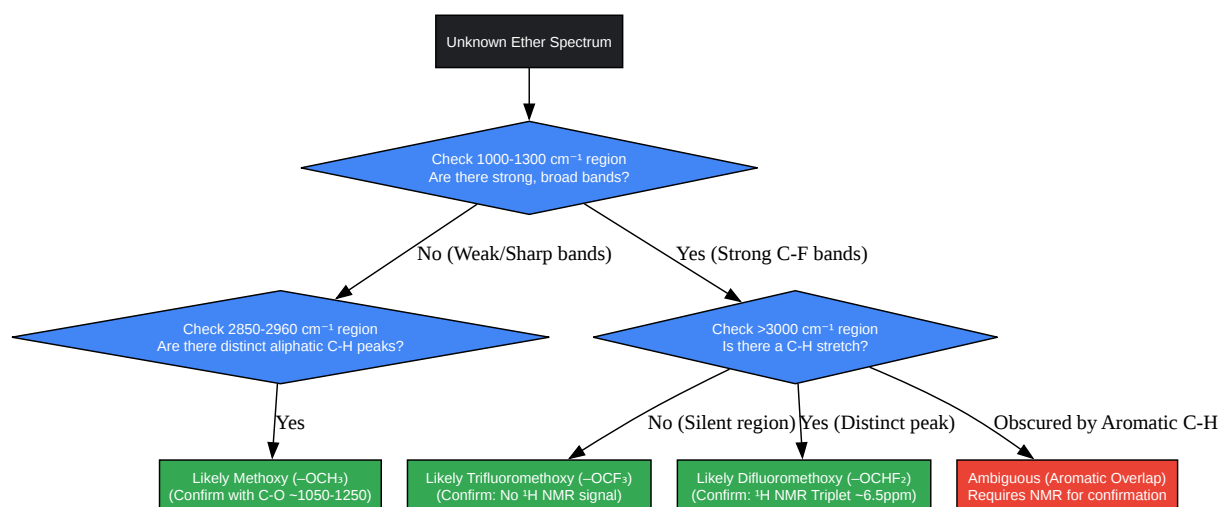 Unknown Ether Spectrum
Check 1000-1300 cm⁻¹ region
Are there strong, broad bands?
No (Weak/Sharp bands)
Yes (Strong C-F bands)
Check 2850-2960 cm⁻¹ region
Are there distinct aliphatic C-H peaks?
Check >3000 cm⁻¹ region
Is there a C-H stretch?
Yes
No (Silent region)
Yes (Distinct peak)
Obscured by Aromatic C-H
Likely Methoxy (–OCH₃)
(Confirm with C-O ~1050-1250)
Likely Trifluoromethoxy (–OCF₃)
(Confirm: No ¹H NMR signal)
Likely Difluoromethoxy (–OCHF₂)
(Confirm: ¹H NMR Triplet ~6.5ppm)
Ambiguous (Aromatic Overlap)
Requires NMR for confirmation